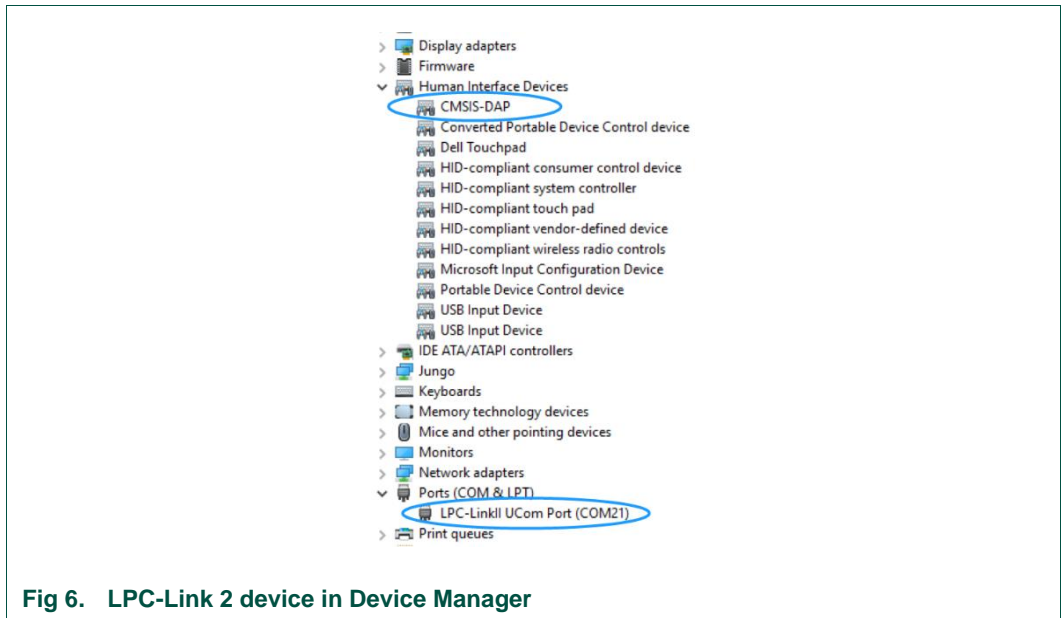 Display adapters
Firmware
Human Interface Devices
CMSIS-DAP
Converted Portable Device Control device
Dell Touchpad
HID-compliant consumer control device
HID-compliant system controller
HID-compliant touch pad
HID-compliant vendor-defined device
HID-compliant wireless radio controls
Microsoft Input Configuration Device
Portable Device Control device
USB Input Device
USB Input Device
IDE ATA/ATAPI controllers
Jungo
Keyboards
Memory technology devices
Mice and other pointing devices
Monitors
Network adapters
Ports (COM & LPT)
LPC-LinkII UCom Port (COM21)
Print queues
Fig 6. LPC-Link 2 device in Device Manager